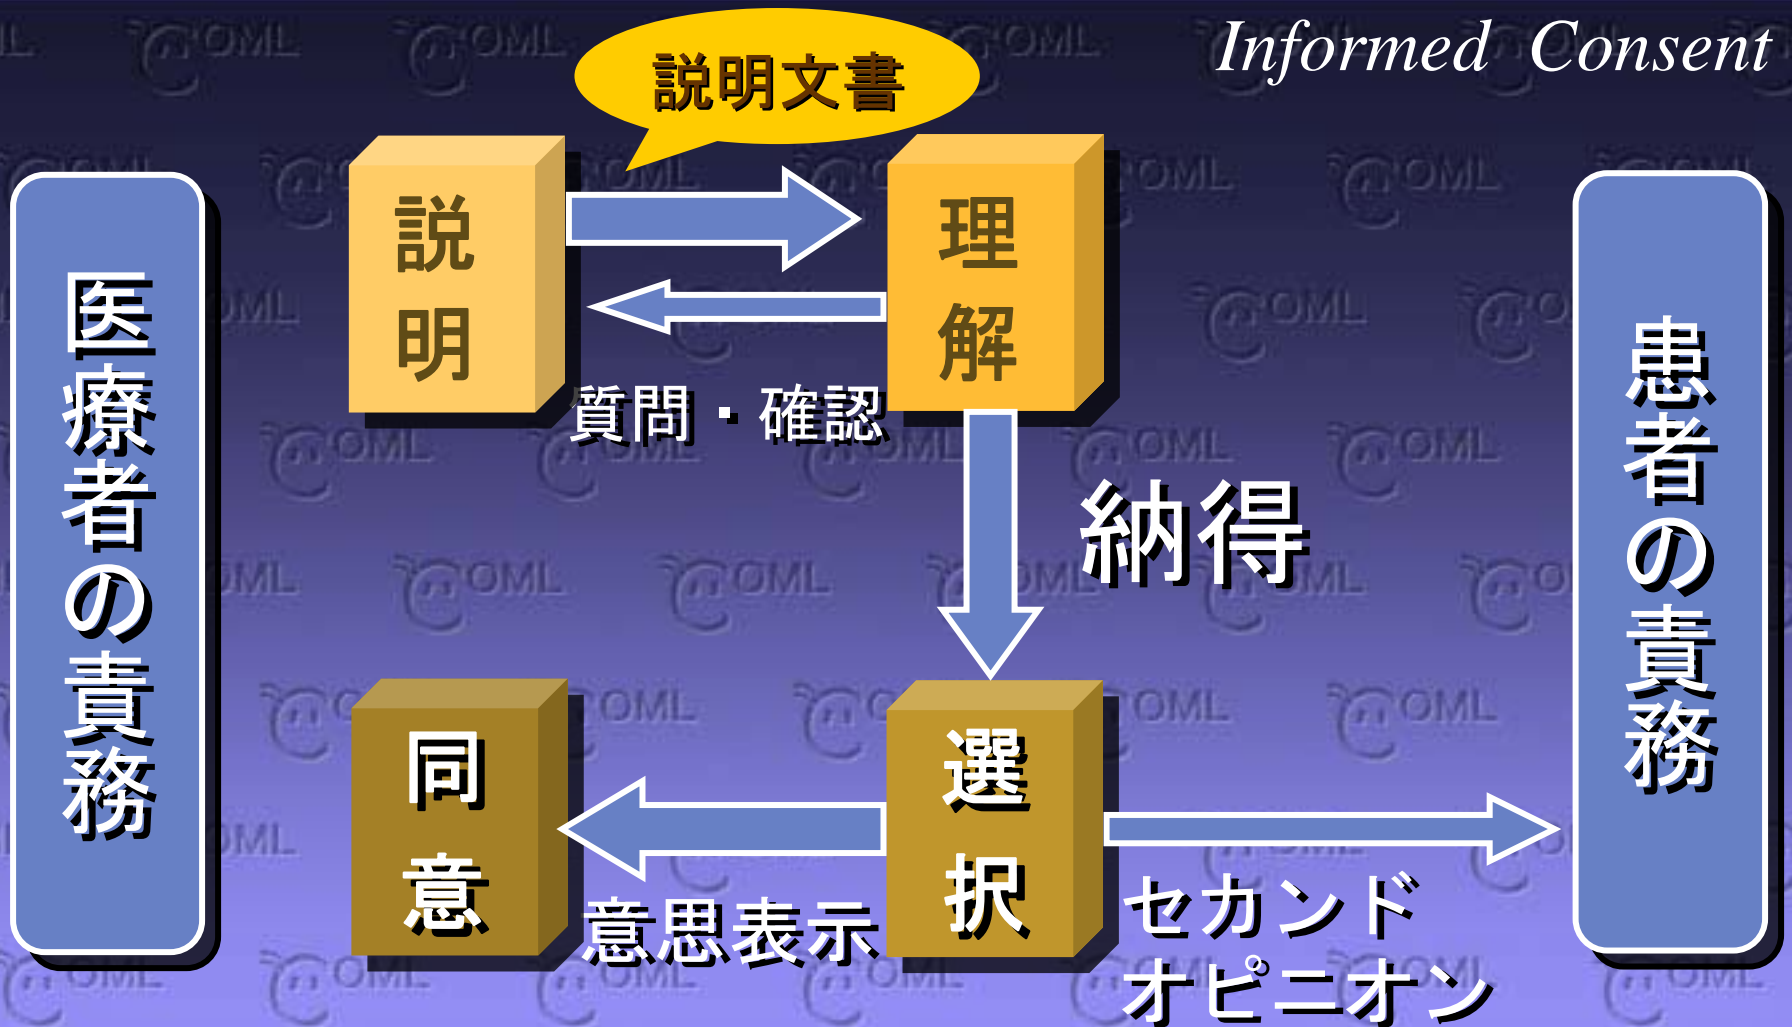 Informed Consent
説明文書
説明
理解
質問・確認
医療者の責務
患者の責務
納得
同意
選択
意思表示
セカンド
オピニオン
COML